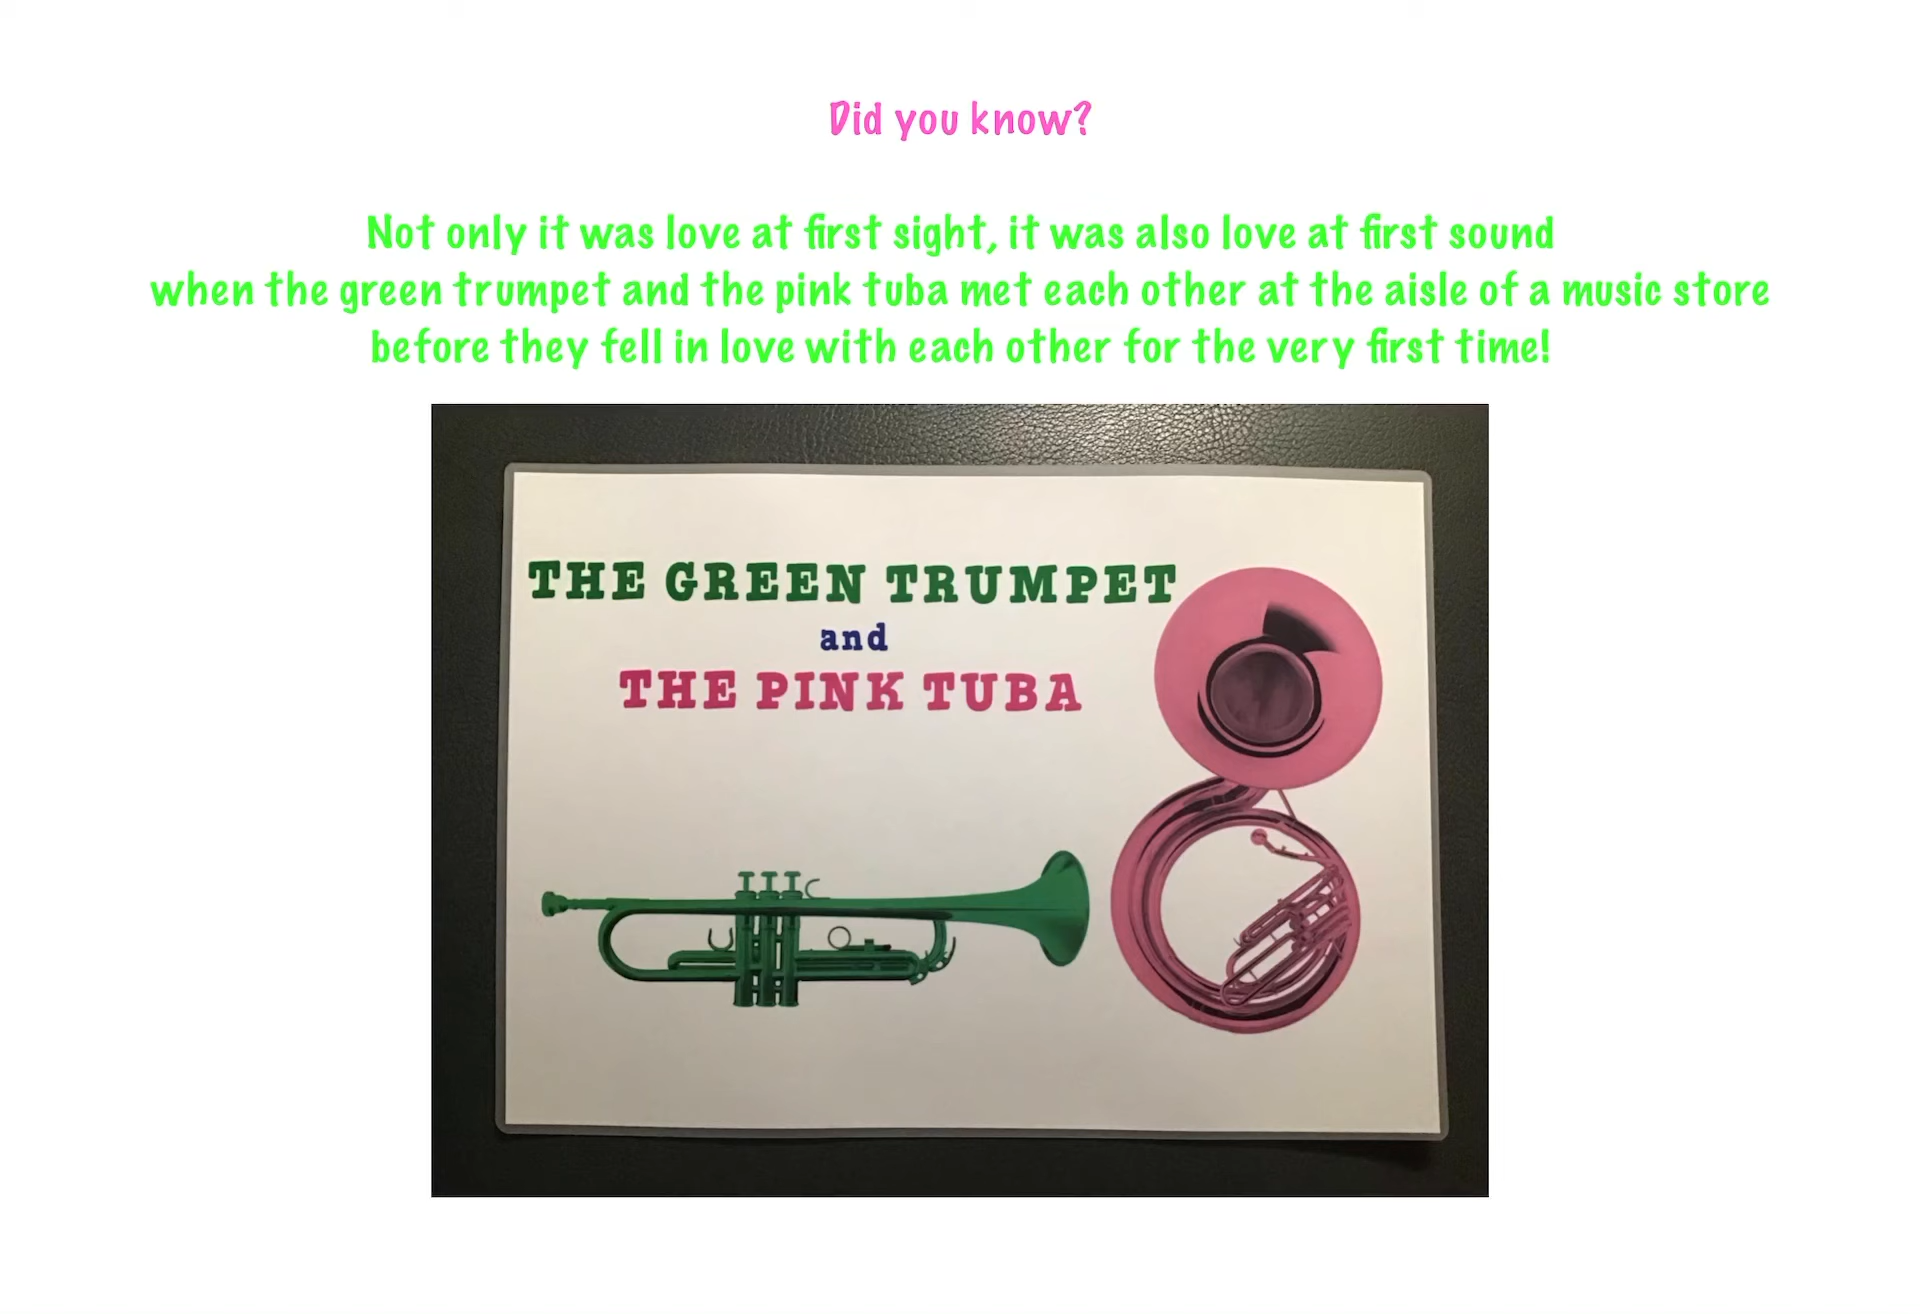 Did you know?
Not only it was love at first sight, it was also love at first sound
when the green trumpet and the pink tuba met each other at the aisle of a music store
before they fell in love with each other for the very first time!
THE GREEN TRUMPET
and
THE PINK TUBA